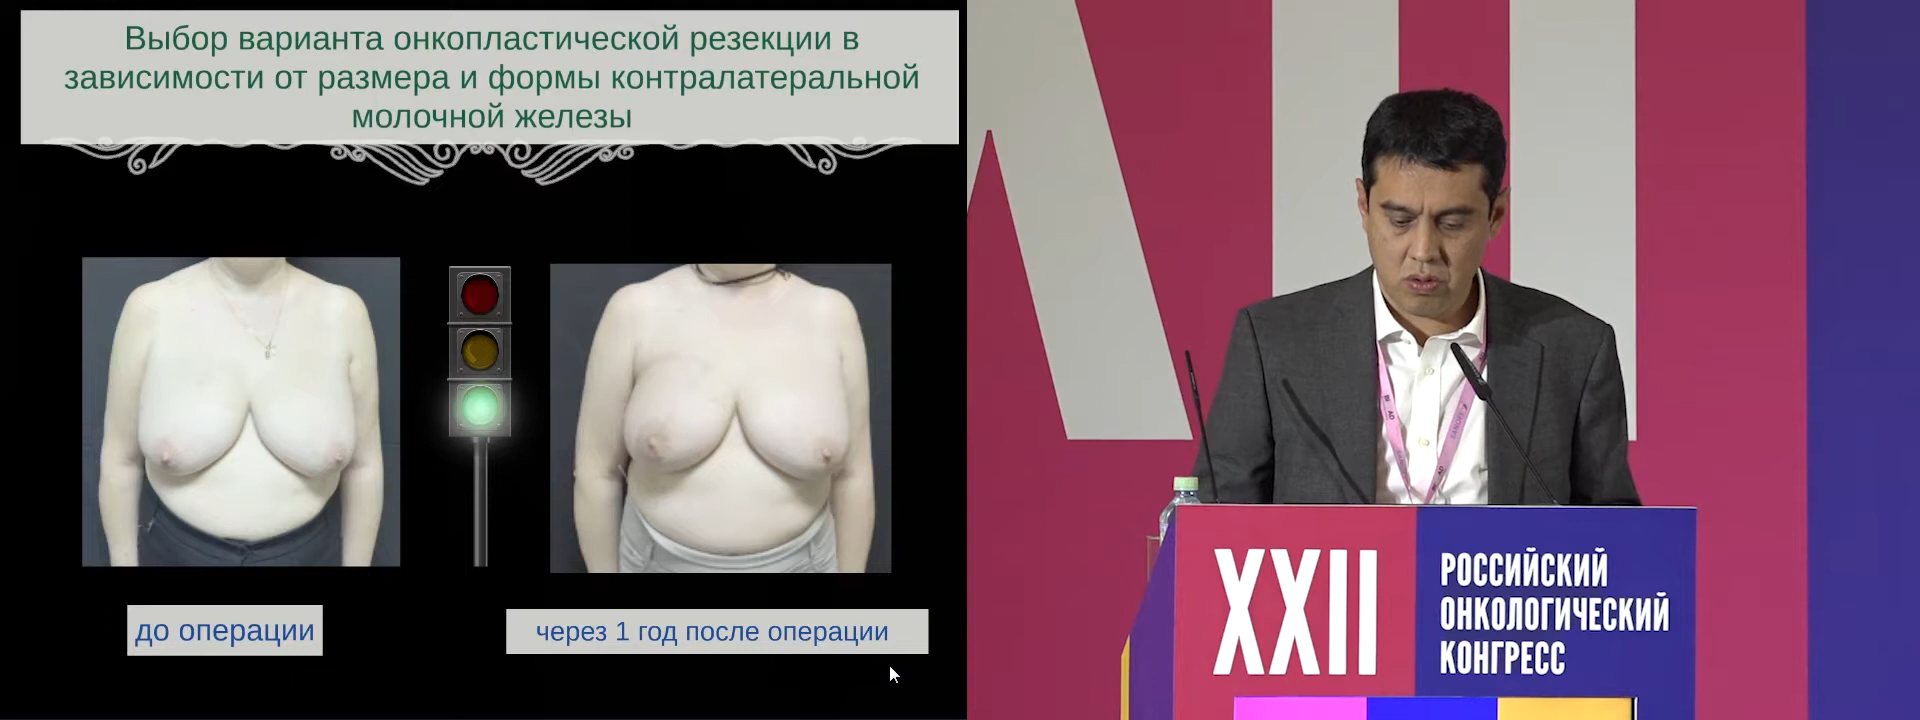 Выбор варианта онкопластической резекции в
зависимости от размера и формы контралатеральной
молочной железы
до операции
через 1 год после операции
XXII
РОССИЙСКИЙ
ОНКОЛОГИЧЕСКИЙ
КОНГРЕСС